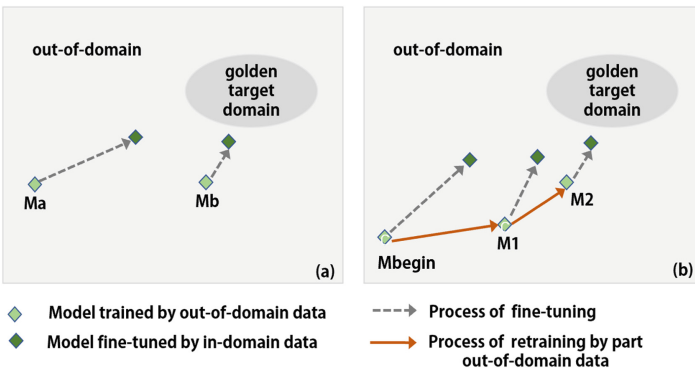 out-of-domain
golden
target
domain
Ma
Mb
(a)
out-of-domain
golden
target
domain
Mbegin
M1
M2
(b)
Model trained by out-of-domain data
Model fine-tuned by in-domain data
Process of fine-tuning
Process of retraining by part
out-of-domain data